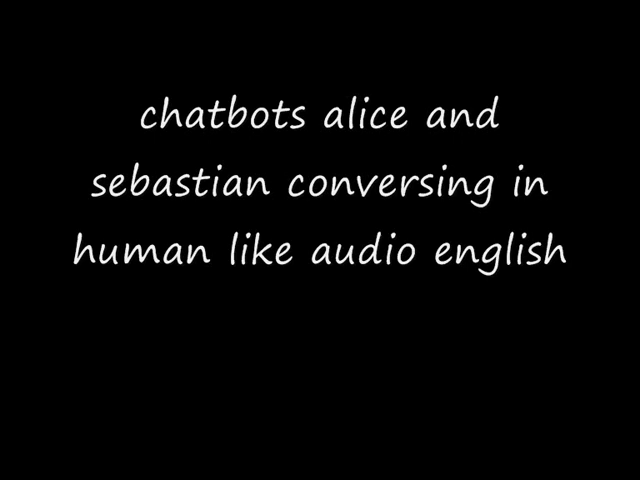 chatbots alice and
sebastian conversing in
human like audio english